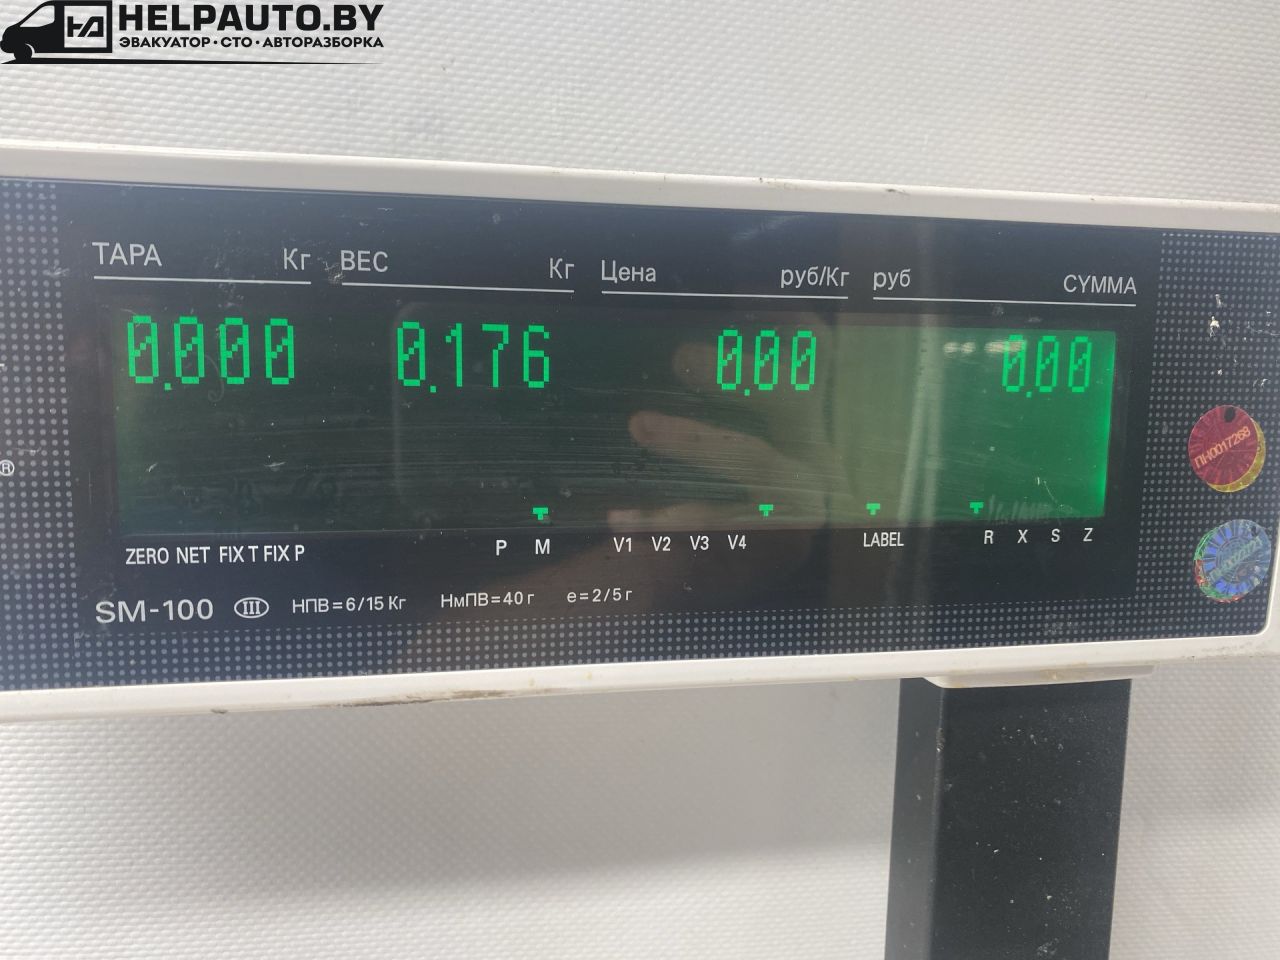 HELPAUTO.BY
ЭВАКУАТОР·СТО·АВТОРАЗБОРКА
ТАРА Кг ВЕС Кг Цена руб/Кг руб СУММА
0.000 0.176 0.00 0.00
®
ZERO NET FIX T FIX P P M V1 V2 V3 V4 LABEL R X S Z
SM-100 III НПВ=6/15 Кг НмПВ=40 г e=2/5 г
ПН0017268